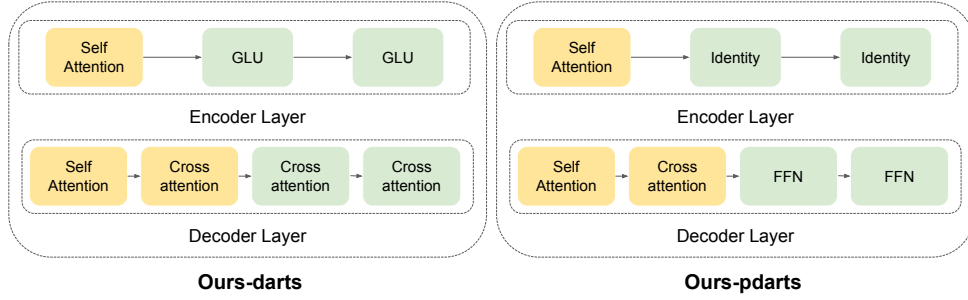 Self
Attention
GLU
GLU
Encoder Layer
Self
Attention
Cross
attention
Cross
attention
Cross
attention
Decoder Layer
Ours-darts
Self
Attention
Identity
Identity
Encoder Layer
Self
Attention
Cross
attention
FFN
FFN
Decoder Layer
Ours-pdarts